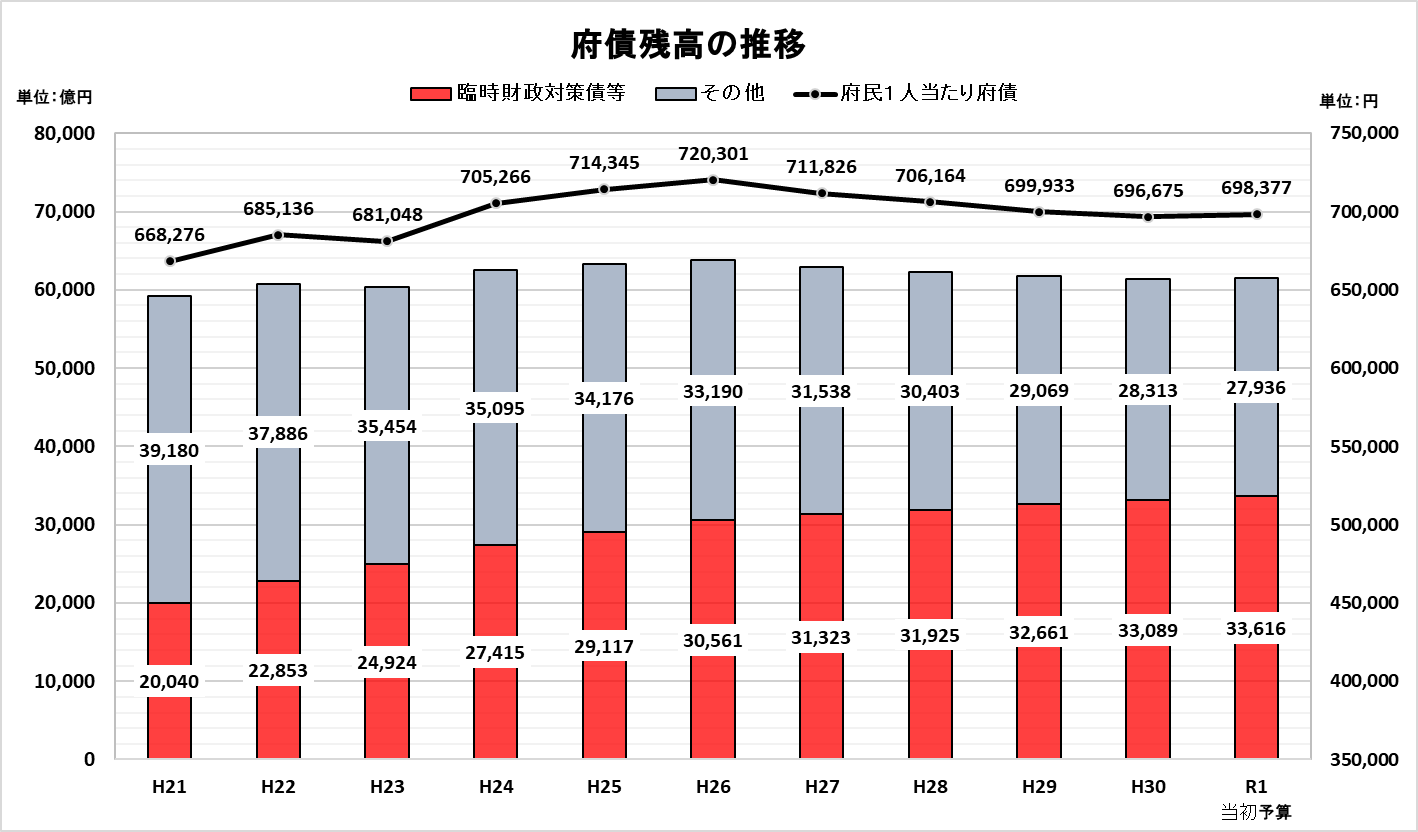 府債残高の推移
単位：億円
臨時財政対策債等 その他 府民１人当たり府債
単位：円
80,000
70,000
60,000
50,000
40,000
30,000
20,000
10,000
0
750,000
700,000
650,000
600,000
550,000
500,000
450,000
400,000
350,000
668,276 685,136 681,048 705,266 714,345 720,301 711,826 706,164 699,933 696,675 698,377
39,180 37,886 35,454 35,095 34,176 33,190 31,538 30,403 29,069 28,313 27,936
20,040 22,853 24,924 27,415 29,117 30,561 31,323 31,925 32,661 33,089 33,616
H21 H22 H23 H24 H25 H26 H27 H28 H29 H30 R1
当初予算